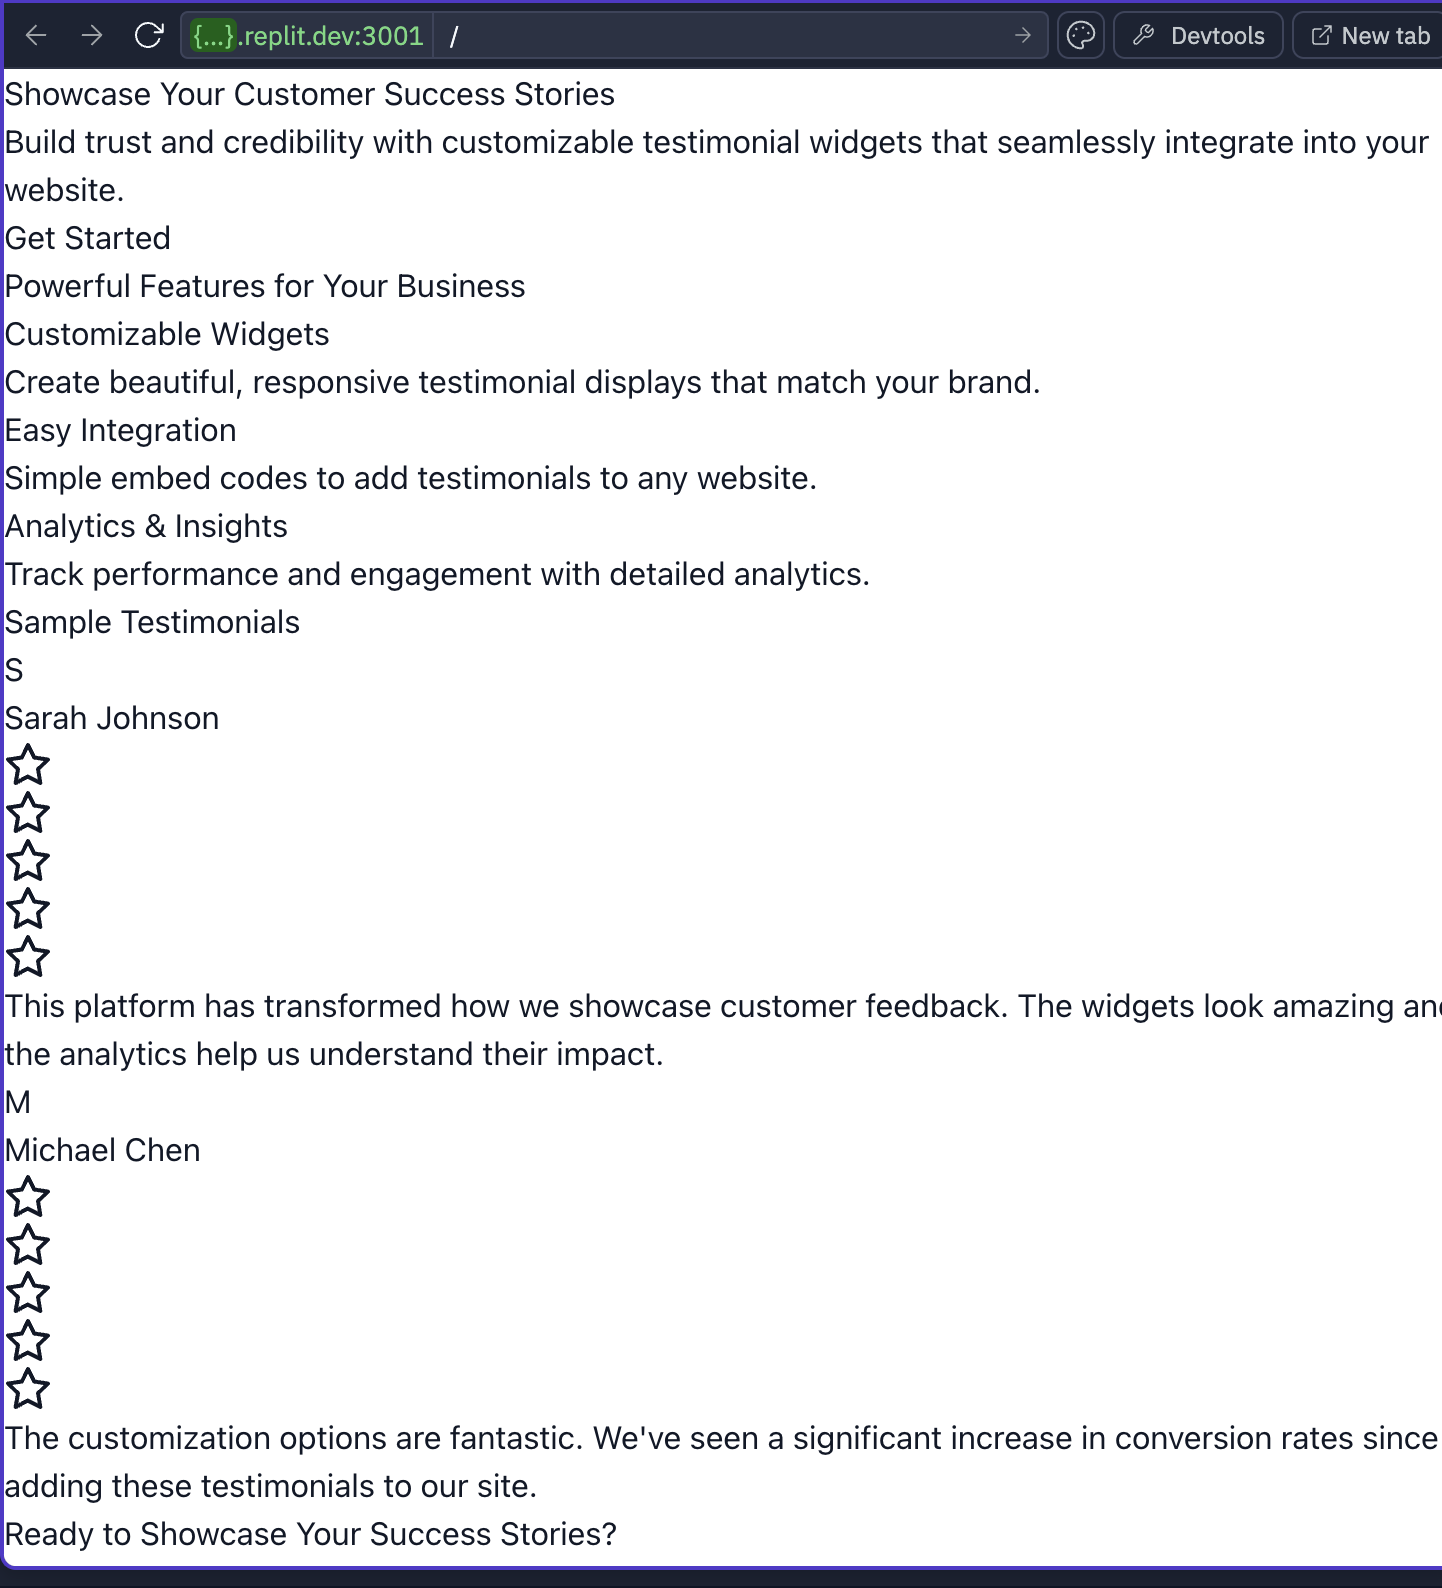 {...}.replit.dev:3001 / Devtools New tab
Showcase Your Customer Success Stories
Build trust and credibility with customizable testimonial widgets that seamlessly integrate into your
website.
Get Started
Powerful Features for Your Business
Customizable Widgets
Create beautiful, responsive testimonial displays that match your brand.
Easy Integration
Simple embed codes to add testimonials to any website.
Analytics & Insights
Track performance and engagement with detailed analytics.
Sample Testimonials
S
Sarah Johnson
This platform has transformed how we showcase customer feedback. The widgets look amazing and
the analytics help us understand their impact.
M
Michael Chen
The customization options are fantastic. We've seen a significant increase in conversion rates since
adding these testimonials to our site.
Ready to Showcase Your Success Stories?